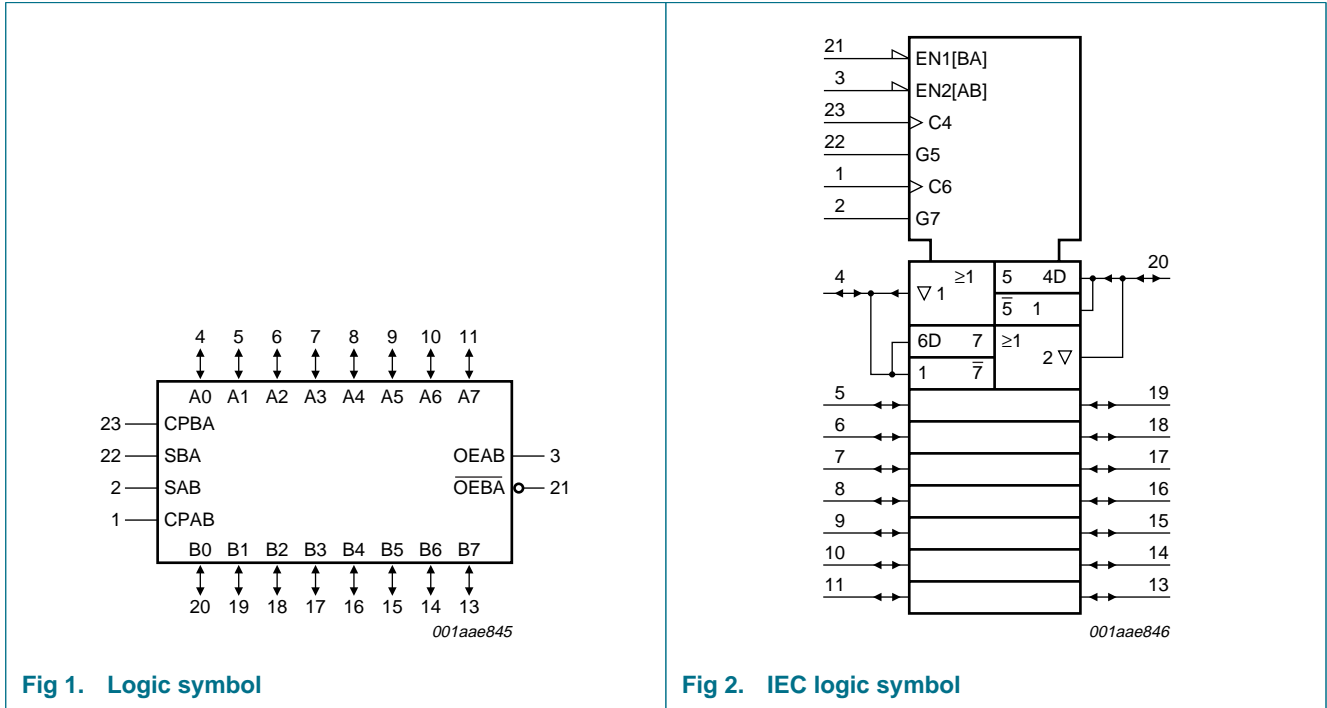 4 5 6 7 8 9 10 11
A0 A1 A2 A3 A4 A5 A6 A7
23 CPBA
22 SBA OEAB 3
2 SAB O̅E̅B̅A̅ 21
1 CPAB
B0 B1 B2 B3 B4 B5 B6 B7
20 19 18 17 16 15 14 13
001aae845
Fig 1. Logic symbol
21 EN1[BA]
3 EN2[AB]
23 C4
22 G5
1 C6
2 G7
4 ▽ 1 ≥1 5 4D 20
5̅ 1
6D 7 ≥1 2 ▽
1 7̅
5 19
6 18
7 17
8 16
9 15
10 14
11 13
001aae846
Fig 2. IEC logic symbol